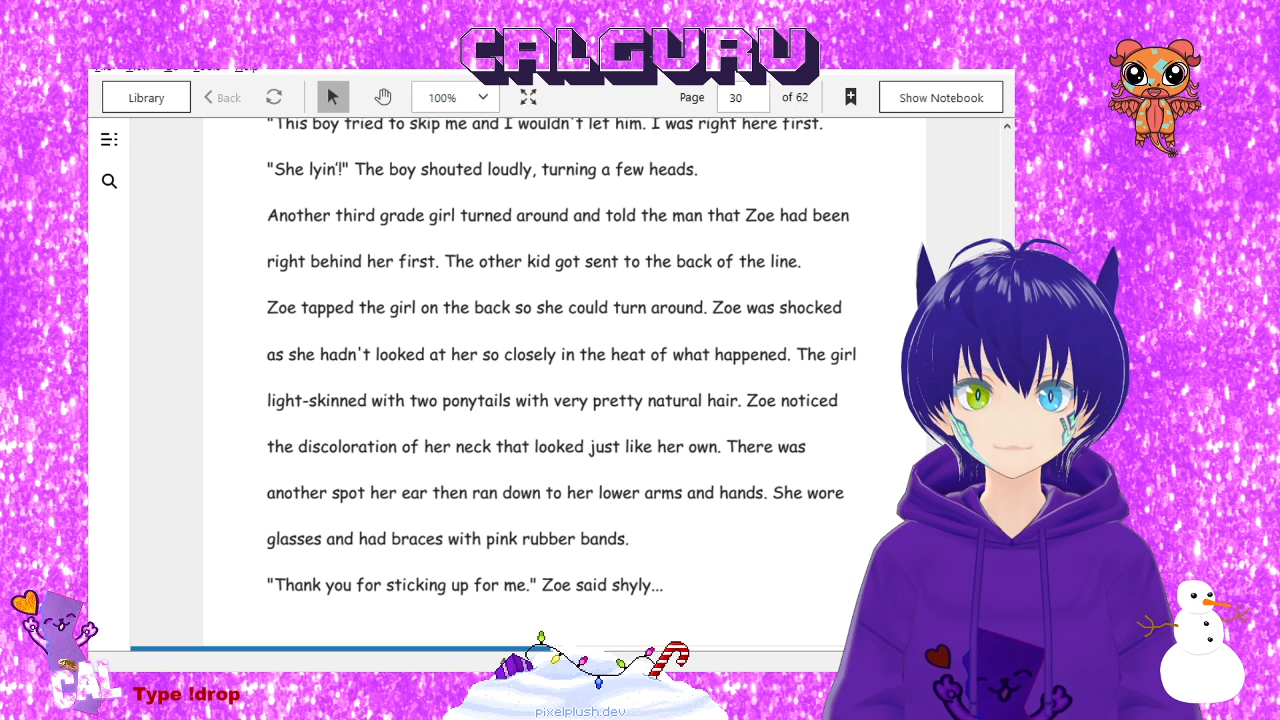 CALGURU
Library
Back
100%
Page 30 of 62
Show Notebook
"This boy tried to skip me and I wouldn't let him. I was right here first.
"She lyin'!" The boy shouted loudly, turning a few heads.
Another third grade girl turned around and told the man that Zoe had been
right behind her first. The other kid got sent to the back of the line.
Zoe tapped the girl on the back so she could turn around. Zoe was shocked
as she hadn't looked at her so closely in the heat of what happened. The girl
light-skinned with two ponytails with very pretty natural hair. Zoe noticed
the discoloration of her neck that looked just like her own. There was
another spot her ear then ran down to her lower arms and hands. She wore
glasses and had braces with pink rubber bands.
"Thank you for sticking up for me." Zoe said shyly...
CAL
Type !drop
pixelplush.dev